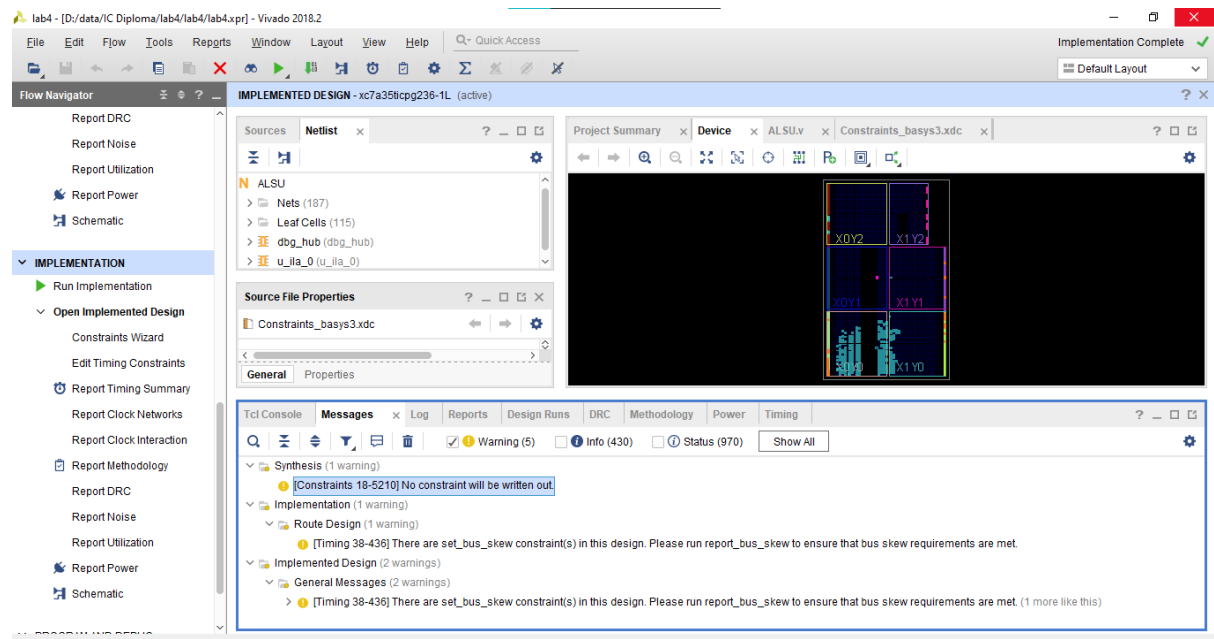 lab4 - [D:/data/IC Diploma/lab4/lab4/lab4.xpr] - Vivado 2018.2
File Edit Flow Tools Reports Window Layout View Help Q- Quick Access
Implementation Complete
Default Layout
Flow Navigator
Report DRC
Report Noise
Report Utilization
Report Power
Schematic
IMPLEMENTATION
Run Implementation
Open Implemented Design
Constraints Wizard
Edit Timing Constraints
Report Timing Summary
Report Clock Networks
Report Clock Interaction
Report Methodology
Report DRC
Report Noise
Report Utilization
Report Power
Schematic
IMPLEMENTED DESIGN - xc7a35ticpg236-1L (active)
Sources Netlist
N ALSU
Nets (187)
Leaf Cells (115)
dbg_hub (dbg_hub)
u_ila_0 (u_ila_0)
Source File Properties
Constraints_basys3.xdc
General Properties
Project Summary Device ALSU.v Constraints_basys3.xdc
X0Y2 X1Y2
X0Y1 X1Y1
X0Y0 X1Y0
Tcl Console Messages Log Reports Design Runs DRC Methodology Power Timing
Warning (5) Info (430) Status (970) Show All
Synthesis (1 warning)
[Constraints 18-5210] No constraint will be written out.
Implementation (1 warning)
Route Design (1 warning)
[Timing 38-436] There are set_bus_skew constraint(s) in this design. Please run report_bus_skew to ensure that bus skew requirements are met.
Implemented Design (2 warnings)
General Messages (2 warnings)
[Timing 38-436] There are set_bus_skew constraint(s) in this design. Please run report_bus_skew to ensure that bus skew requirements are met. (1 more like this)